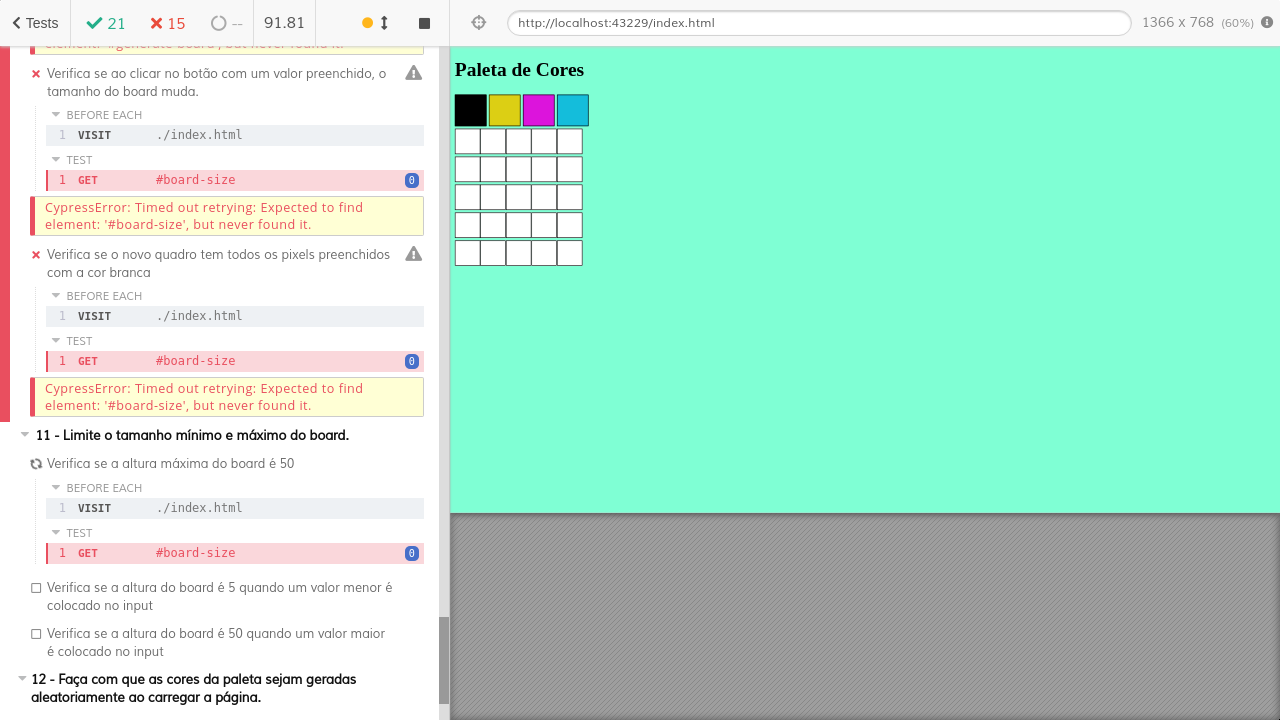 Tests
21
15
--
91.81
http://localhost:43229/index.html
1366 x 768 (60%)
element: '#generate-board', but never found it.
Verifica se ao clicar no botão com um valor preenchido, o
tamanho do board muda.
BEFORE EACH
1 VISIT ./index.html
TEST
1 GET #board-size 0
CypressError: Timed out retrying: Expected to find
element: '#board-size', but never found it.
Verifica se o novo quadro tem todos os pixels preenchidos
com a cor branca
BEFORE EACH
1 VISIT ./index.html
TEST
1 GET #board-size 0
CypressError: Timed out retrying: Expected to find
element: '#board-size', but never found it.
11 - Limite o tamanho mínimo e máximo do board.
Verifica se a altura máxima do board é 50
BEFORE EACH
1 VISIT ./index.html
TEST
1 GET #board-size 0
Verifica se a altura do board é 5 quando um valor menor é
colocado no input
Verifica se a altura do board é 50 quando um valor maior
é colocado no input
12 - Faça com que as cores da paleta sejam geradas
aleatoriamente ao carregar a página.
Paleta de Cores